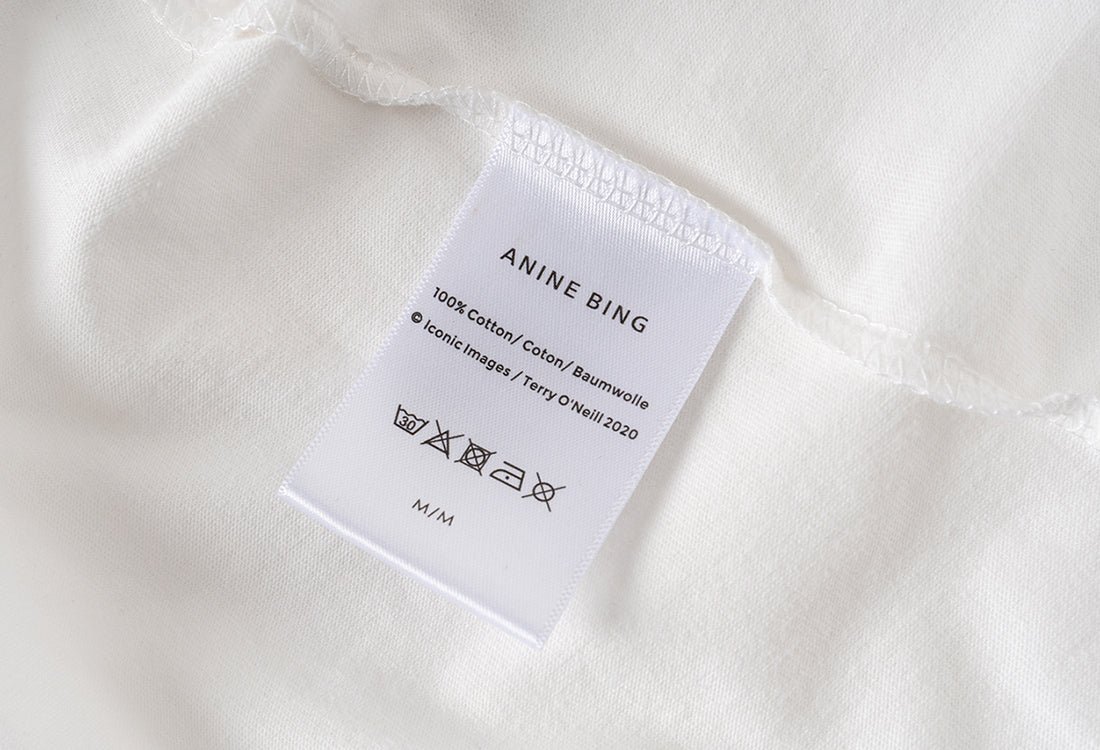 ANINE BING
100% Cotton/ Coton/ Baumwolle
© Iconic Images / Terry O'Neill 2020
30
M/M